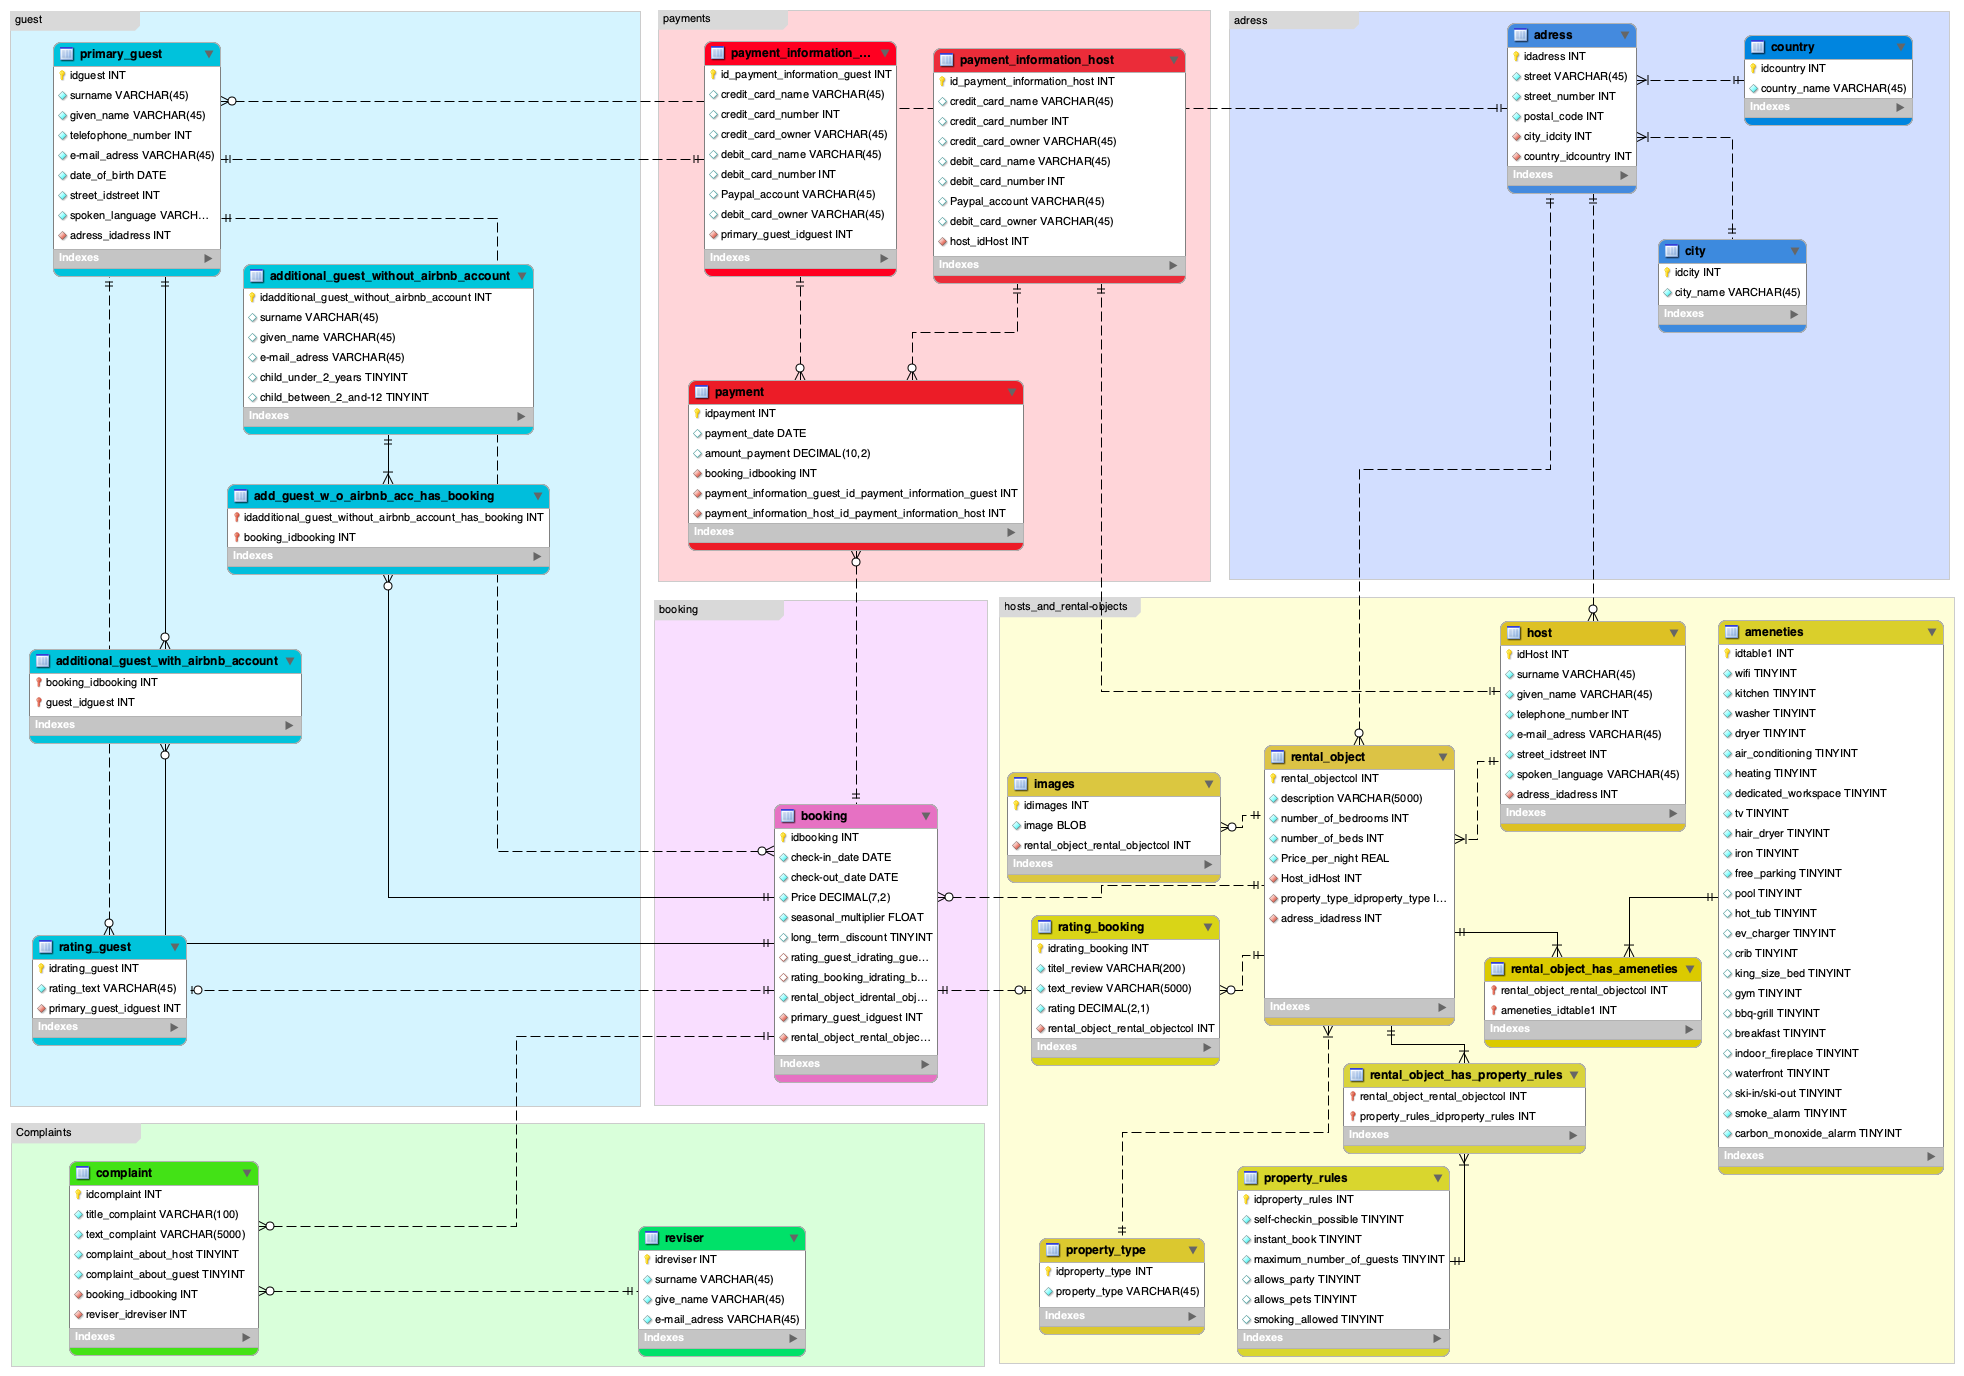 guest
primary_guest
idguest INT
surname VARCHAR(45)
given_name VARCHAR(45)
telefophone_number INT
e-mail_adress VARCHAR(45)
date_of_birth DATE
street_idstreet INT
spoken_language VARCH...
adress_idadress INT
Indexes
additional_guest_without_airbnb_account
idadditional_guest_without_airbnb_account INT
surname VARCHAR(45)
given_name VARCHAR(45)
e-mail_adress VARCHAR(45)
child_under_2_years TINYINT
child_between_2_and-12 TINYINT
Indexes
add_guest_w_o_airbnb_acc_has_booking
idadditional_guest_without_airbnb_account_has_booking INT
booking_idbooking INT
Indexes
additional_guest_with_airbnb_account
booking_idbooking INT
guest_idguest INT
Indexes
rating_guest
idrating_guest INT
rating_text VARCHAR(45)
primary_guest_idguest INT
Indexes
payments
payment_information_...
id_payment_information_guest INT
credit_card_name VARCHAR(45)
credit_card_number INT
credit_card_owner VARCHAR(45)
debit_card_name VARCHAR(45)
debit_card_number INT
Paypal_account VARCHAR(45)
debit_card_owner VARCHAR(45)
primary_guest_idguest INT
Indexes
payment_information_host
id_payment_information_host INT
credit_card_name VARCHAR(45)
credit_card_number INT
credit_card_owner VARCHAR(45)
debit_card_name VARCHAR(45)
debit_card_number INT
Paypal_account VARCHAR(45)
debit_card_owner VARCHAR(45)
host_idHost INT
Indexes
payment
idpayment INT
payment_date DATE
amount_payment DECIMAL(10,2)
booking_idbooking INT
payment_information_guest_id_payment_information_guest INT
payment_information_host_id_payment_information_host INT
Indexes
adress
adress
idadress INT
street VARCHAR(45)
street_number INT
postal_code INT
city_idcity INT
country_idcountry INT
Indexes
country
idcountry INT
country_name VARCHAR(45)
Indexes
city
idcity INT
city_name VARCHAR(45)
Indexes
booking
booking
idbooking INT
check-in_date DATE
check-out_date DATE
Price DECIMAL(7,2)
seasonal_multiplier FLOAT
long_term_discount TINYINT
rating_guest_idrating_gue...
rating_booking_idrating_b...
rental_object_idrental_obj...
primary_guest_idguest INT
rental_object_rental_objec...
Indexes
hosts_and_rental-objects
host
idHost INT
surname VARCHAR(45)
given_name VARCHAR(45)
telephone_number INT
e-mail_adress VARCHAR(45)
street_idstreet INT
spoken_language VARCHAR(45)
adress_idadress INT
Indexes
ameneties
idtable1 INT
wifi TINYINT
kitchen TINYINT
washer TINYINT
dryer TINYINT
air_conditioning TINYINT
heating TINYINT
dedicated_workspace TINYINT
tv TINYINT
hair_dryer TINYINT
iron TINYINT
free_parking TINYINT
pool TINYINT
hot_tub TINYINT
ev_charger TINYINT
crib TINYINT
king_size_bed TINYINT
gym TINYINT
bbq-grill TINYINT
breakfast TINYINT
indoor_fireplace TINYINT
waterfront TINYINT
ski-in/ski-out TINYINT
smoke_alarm TINYINT
carbon_monoxide_alarm TINYINT
Indexes
rental_object
rental_objectcol INT
description VARCHAR(5000)
number_of_bedrooms INT
number_of_beds INT
Price_per_night REAL
Host_idHost INT
property_type_idproperty_type I...
adress_idadress INT
Indexes
images
idimages INT
image BLOB
rental_object_rental_objectcol INT
Indexes
rating_booking
idrating_booking INT
titel_review VARCHAR(200)
text_review VARCHAR(5000)
rating DECIMAL(2,1)
rental_object_rental_objectcol INT
Indexes
rental_object_has_ameneties
rental_object_rental_objectcol INT
ameneties_idtable1 INT
Indexes
rental_object_has_property_rules
rental_object_rental_objectcol INT
property_rules_idproperty_rules INT
Indexes
property_rules
idproperty_rules INT
self-checkin_possible TINYINT
instant_book TINYINT
maximum_number_of_guests TINYINT
allows_party TINYINT
allows_pets TINYINT
smoking_allowed TINYINT
Indexes
property_type
idproperty_type INT
property_type VARCHAR(45)
Indexes
Complaints
complaint
idcomplaint INT
title_complaint VARCHAR(100)
text_complaint VARCHAR(5000)
complaint_about_host TINYINT
complaint_about_guest TINYINT
booking_idbooking INT
reviser_idreviser INT
Indexes
reviser
idreviser INT
surname VARCHAR(45)
give_name VARCHAR(45)
e-mail_adress VARCHAR(45)
Indexes